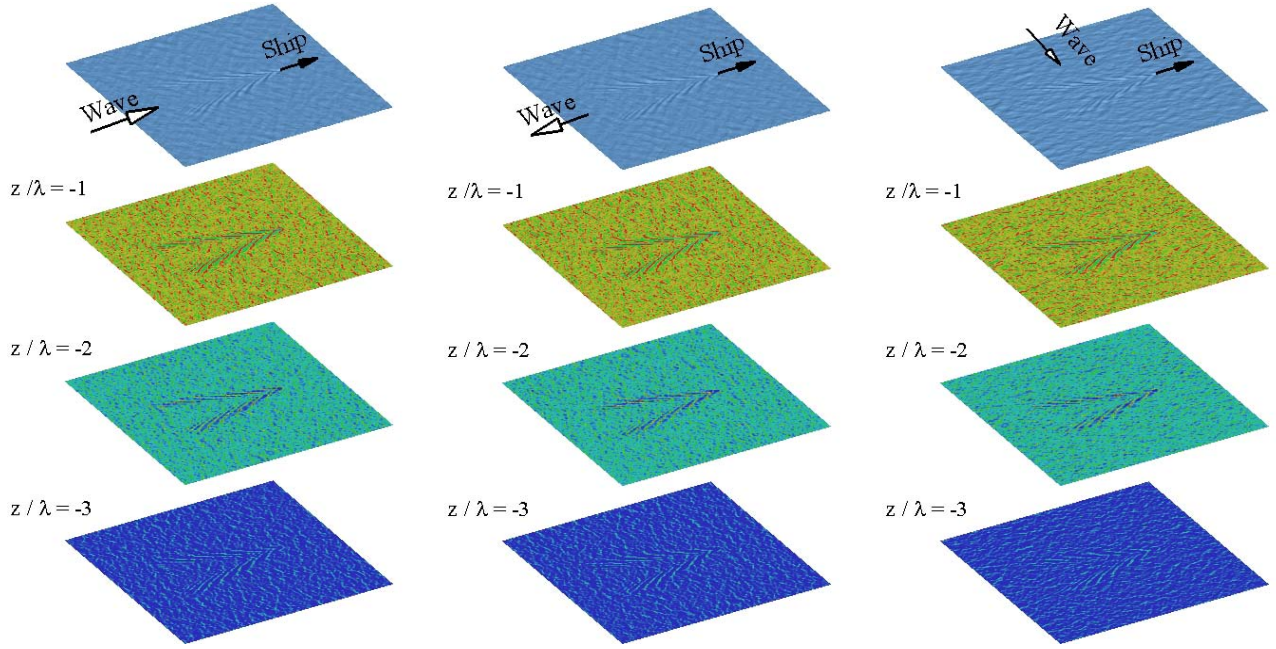 Ship
Wave
Ship
Wave
Wave
Ship
z /λ = -1
z /λ = -1
z /λ = -1
z / λ = -2
z / λ = -2
z / λ = -2
z / λ = -3
z / λ = -3
z / λ = -3